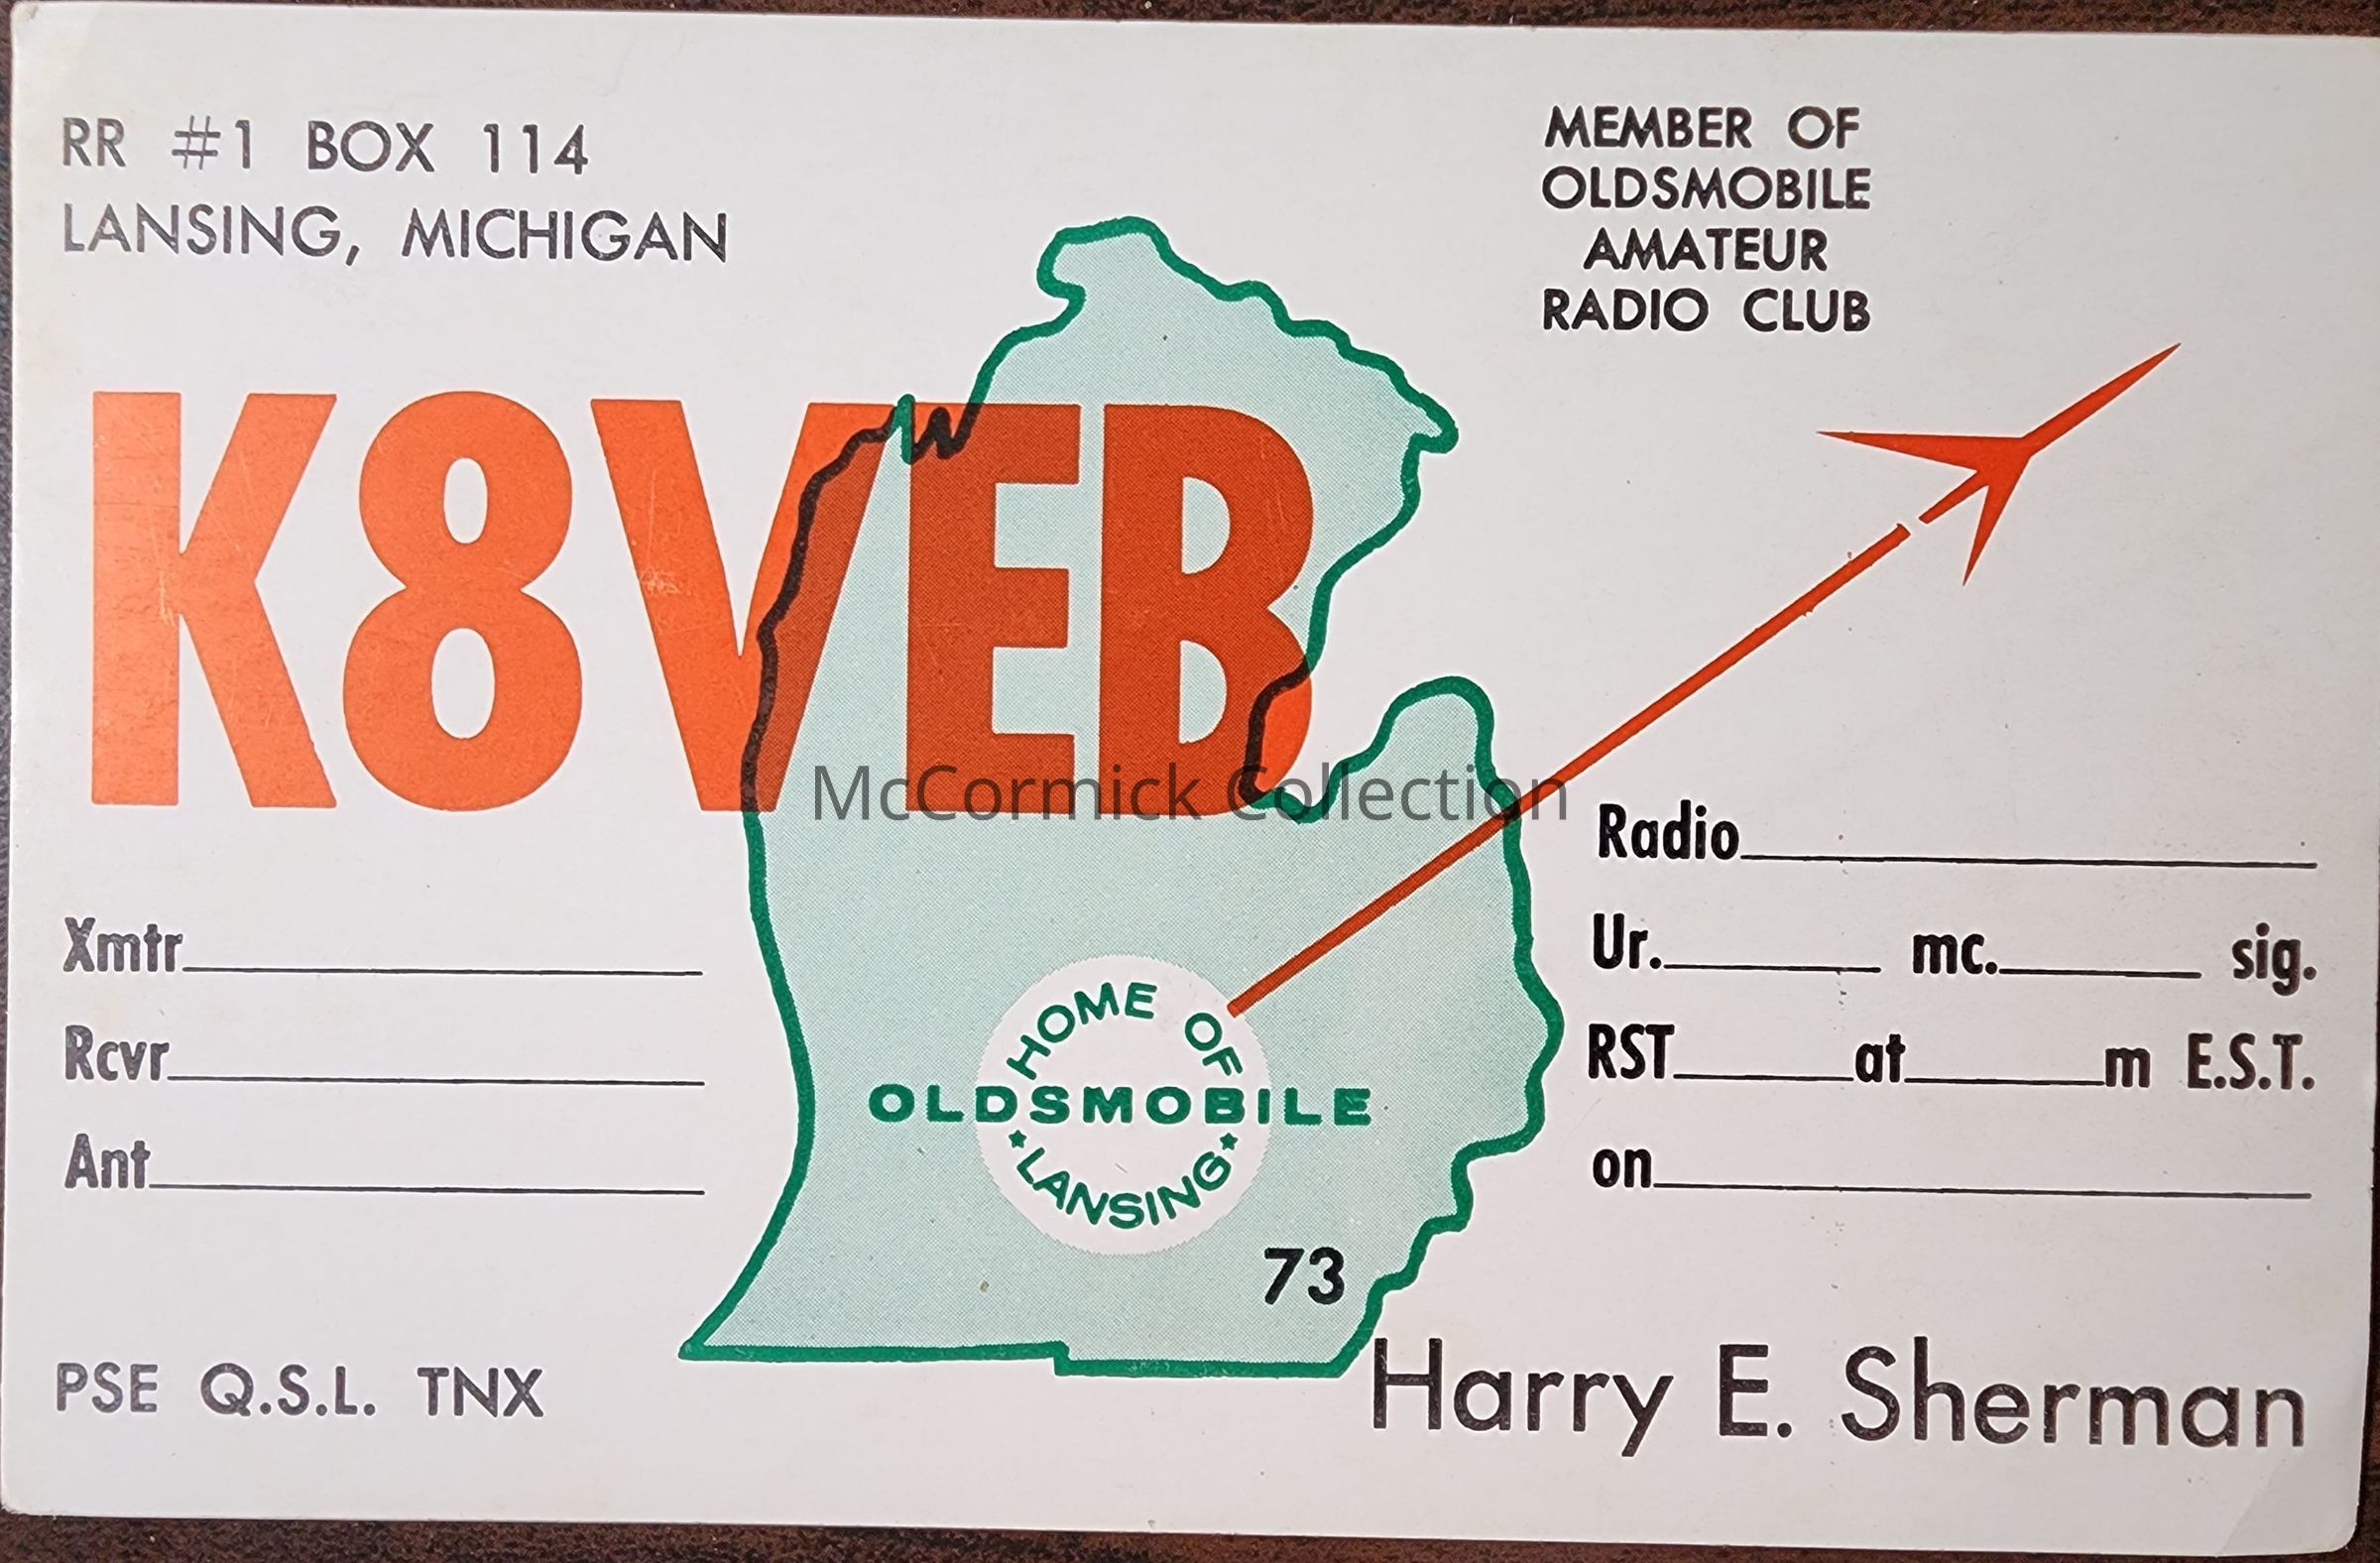 RR #1 BOX 114
LANSING, MICHIGAN
MEMBER OF
OLDSMOBILE
AMATEUR
RADIO CLUB
K8VEB
McCormick Collection
Xmtr
Rcvr
Ant
Radio
Ur. mc. sig.
RST at m E.S.T.
on
HOME OF
OLDSMOBILE
LANSING
73
Harry E. Sherman
PSE Q.S.L. TNX